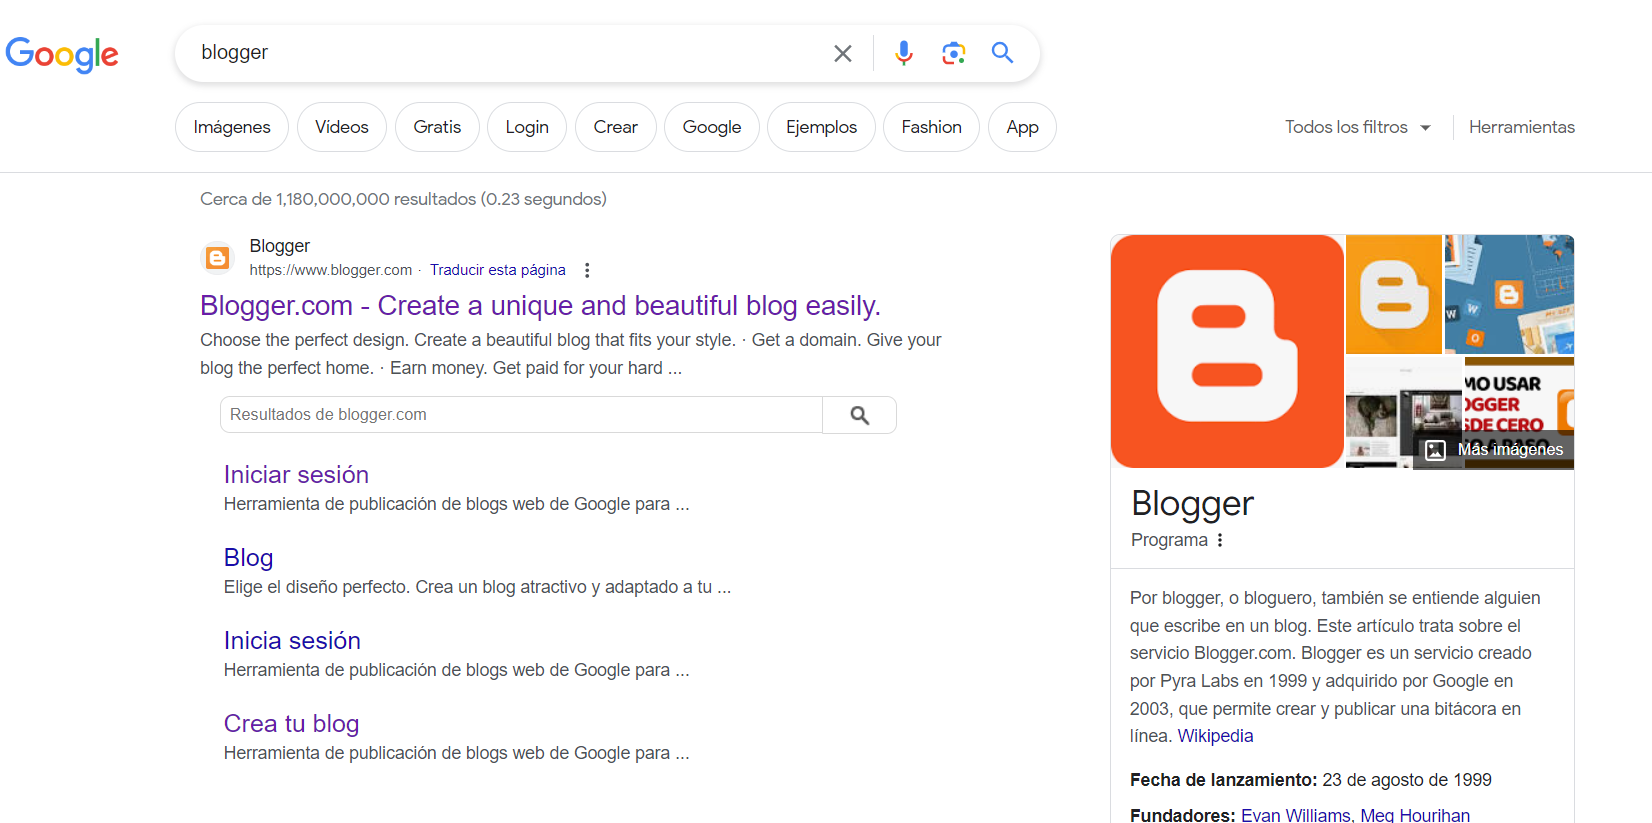 Google
blogger
Imágenes
Vídeos
Gratis
Login
Crear
Google
Ejemplos
Fashion
App
Todos los filtros
Herramientas
Cerca de 1,180,000,000 resultados (0.23 segundos)
Blogger
https://www.blogger.com · Traducir esta página
Blogger.com - Create a unique and beautiful blog easily.
Choose the perfect design. Create a beautiful blog that fits your style. · Get a domain. Give your
blog the perfect home. · Earn money. Get paid for your hard ...
Resultados de blogger.com
Iniciar sesión
Herramienta de publicación de blogs web de Google para ...
Blog
Elige el diseño perfecto. Crea un blog atractivo y adaptado a tu ...
Inicia sesión
Herramienta de publicación de blogs web de Google para ...
Crea tu blog
Herramienta de publicación de blogs web de Google para ...
MO USAR
OGGER
SDE CERO
Más imágenes
Blogger
Programa
Por blogger, o bloguero, también se entiende alguien
que escribe en un blog. Este artículo trata sobre el
servicio Blogger.com. Blogger es un servicio creado
por Pyra Labs en 1999 y adquirido por Google en
2003, que permite crear y publicar una bitácora en
línea. Wikipedia
Fecha de lanzamiento: 23 de agosto de 1999
Fundadores: Evan Williams, Meg Hourihan